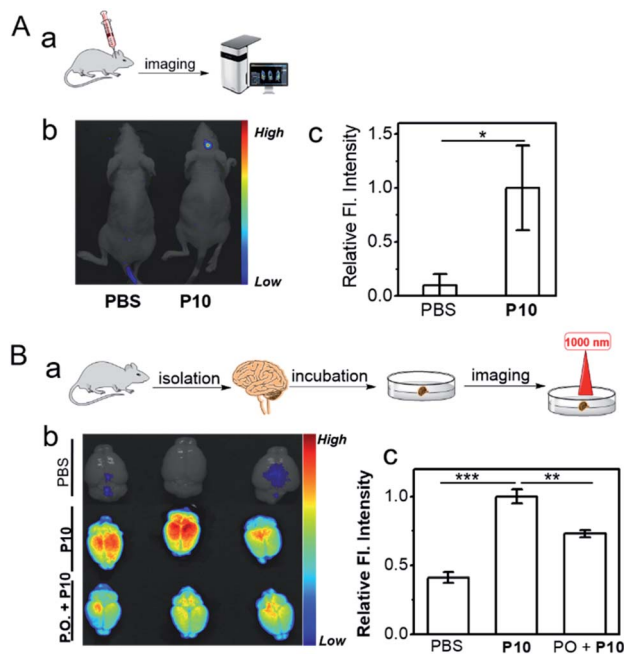 A
a
imaging
b
High
Low
PBS P10
c
Relative Fl. Intensity
1.5
1.0
0.5
0.0
*
PBS P10
B
a
isolation
incubation
imaging
1000 nm
b
High
PBS
P10
P.O. + P10
Low
c
Relative Fl. Intensity
1.0
0.5
0
***
**
PBS P10 PO + P10